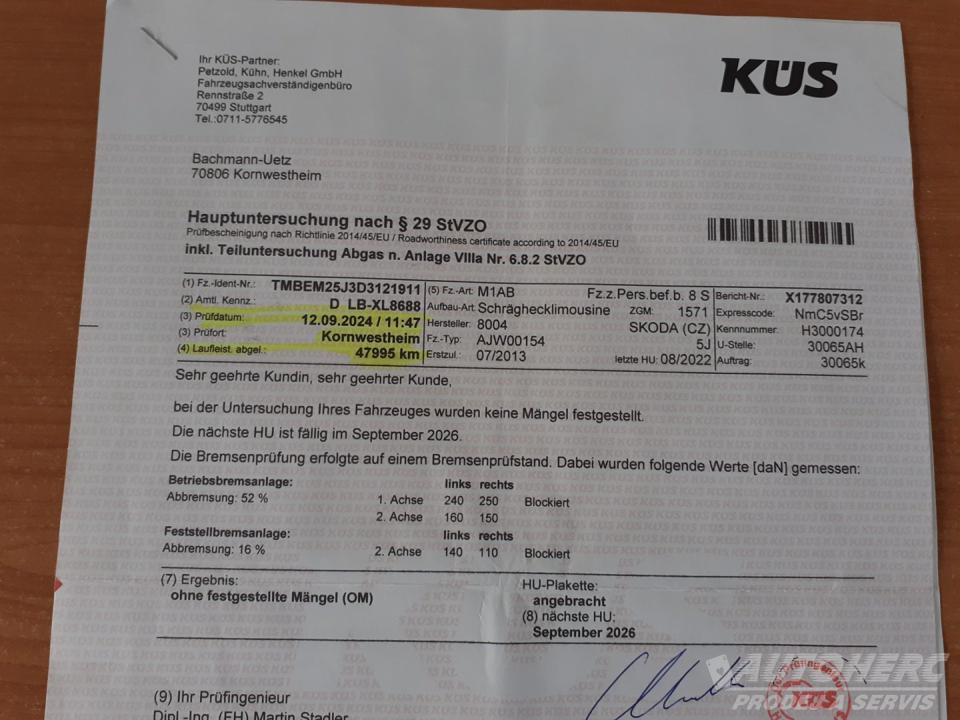 Ihr KÜS-Partner:
Petzold, Kühn, Henkel GmbH
Fahrzeugsachverständigenbüro
Rennstraße 2
70499 Stuttgart
Tel.:0711-5776545
KÜS
Bachmann-Uetz
70806 Kornwestheim
Hauptuntersuchung nach § 29 StVZO
Prüfbescheinigung nach Richtlinie 2014/45/EU / Roadworthiness certificate according to 2014/45/EU
inkl. Teiluntersuchung Abgas n. Anlage VIIIa Nr. 6.8.2 StVZO
(1) Fz.-Ident-Nr.: TMBEM25J3D3121911 (5) Fz.-Art: M1AB Fz.z.Pers.bef.b. 8 S Bericht-Nr.: X177807312
(2) Amtl. Kennz.: D LB-XL8688 Aufbau-Art: Schräghecklimousine Expresscode: NmC5vSBr
(3) Prüfdatum: 12.09.2024 / 11:47 Hersteller: 8004 ZGM: 1571 Kennnummer: H3000174
(3) Prüfort: Kornwestheim Fz.-Typ: AJW00154 SKODA (CZ) U-Stelle: 30065AH
(4) Laufleist. abgel.: 47995 km Erstzul.: 07/2013 5J letzte HU: 08/2022 Auftrag: 30065k
Sehr geehrte Kundin, sehr geehrter Kunde,
bei der Untersuchung Ihres Fahrzeuges wurden keine Mängel festgestellt.
Die nächste HU ist fällig im September 2026.
Die Bremsenprüfung erfolgte auf einem Bremsenprüfstand. Dabei wurden folgende Werte [daN] gemessen:
Betriebsbremsanlage: links rechts
Abbremsung: 52 % 1. Achse 240 250 Blockiert
2. Achse 160 150
Feststellbremsanlage: links rechts
Abbremsung: 16 % 2. Achse 140 110 Blockiert
(7) Ergebnis: HU-Plakette:
ohne festgestellte Mängel (OM) angebracht
(8) nächste HU:
September 2026
(9) Ihr Prüfingenieur
Dipl.-Ing. (FH) Martin Stadler
KÜS
AUTONERC
PRODAJA SERVIS